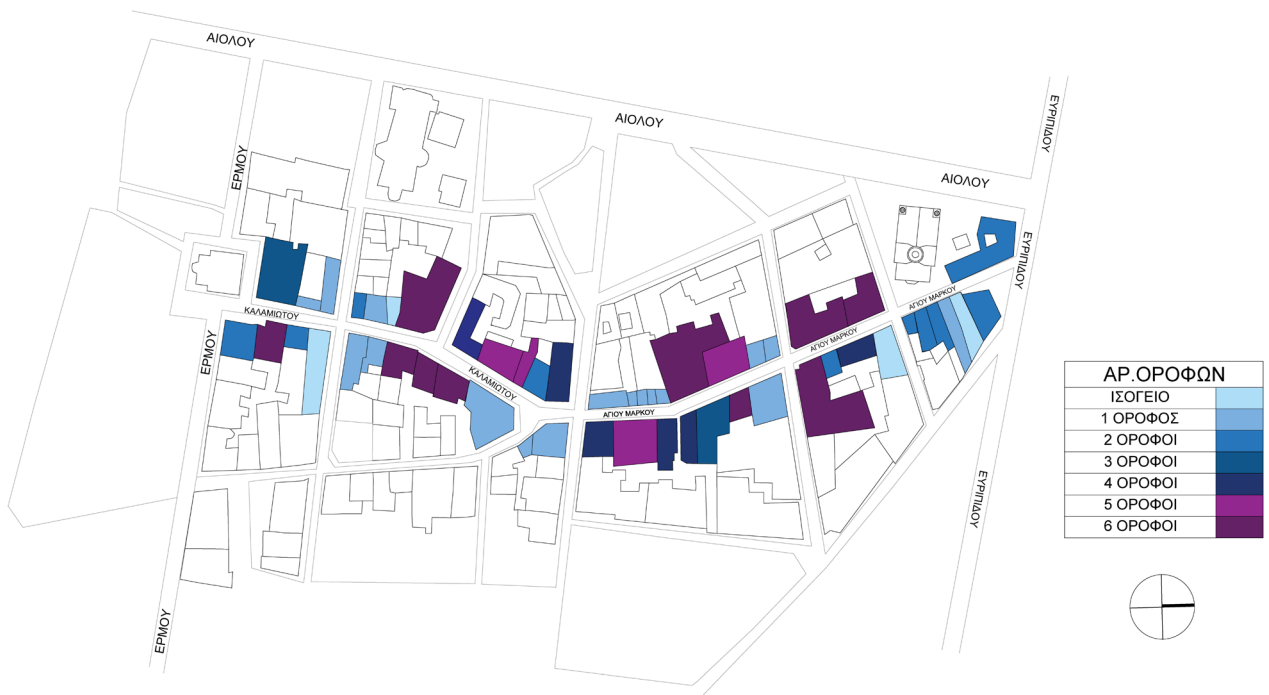 ΑΙΟΛΟΥ
ΑΙΟΛΟΥ
ΑΙΟΛΟΥ
ΕΥΡΙΠΙΔΟΥ
ΕΡΜΟΥ
ΕΥΡΙΠΙΔΟΥ
ΑΓΙΟΥ ΜΑΡΚΟΥ
ΚΑΛΑΜΙΩΤΟΥ
ΑΓΙΟΥ ΜΑΡΚΟΥ
ΕΡΜΟΥ
ΚΑΛΑΜΙΩΤΟΥ
ΑΓΙΟΥ ΜΑΡΚΟΥ
ΕΥΡΙΠΙΔΟΥ
ΕΡΜΟΥ
ΑΡ.ΟΡΟΦΩΝ
ΙΣΟΓΕΙΟ
1 ΟΡΟΦΟΣ
2 ΟΡΟΦΟΙ
3 ΟΡΟΦΟΙ
4 ΟΡΟΦΟΙ
5 ΟΡΟΦΟΙ
6 ΟΡΟΦΟΙ